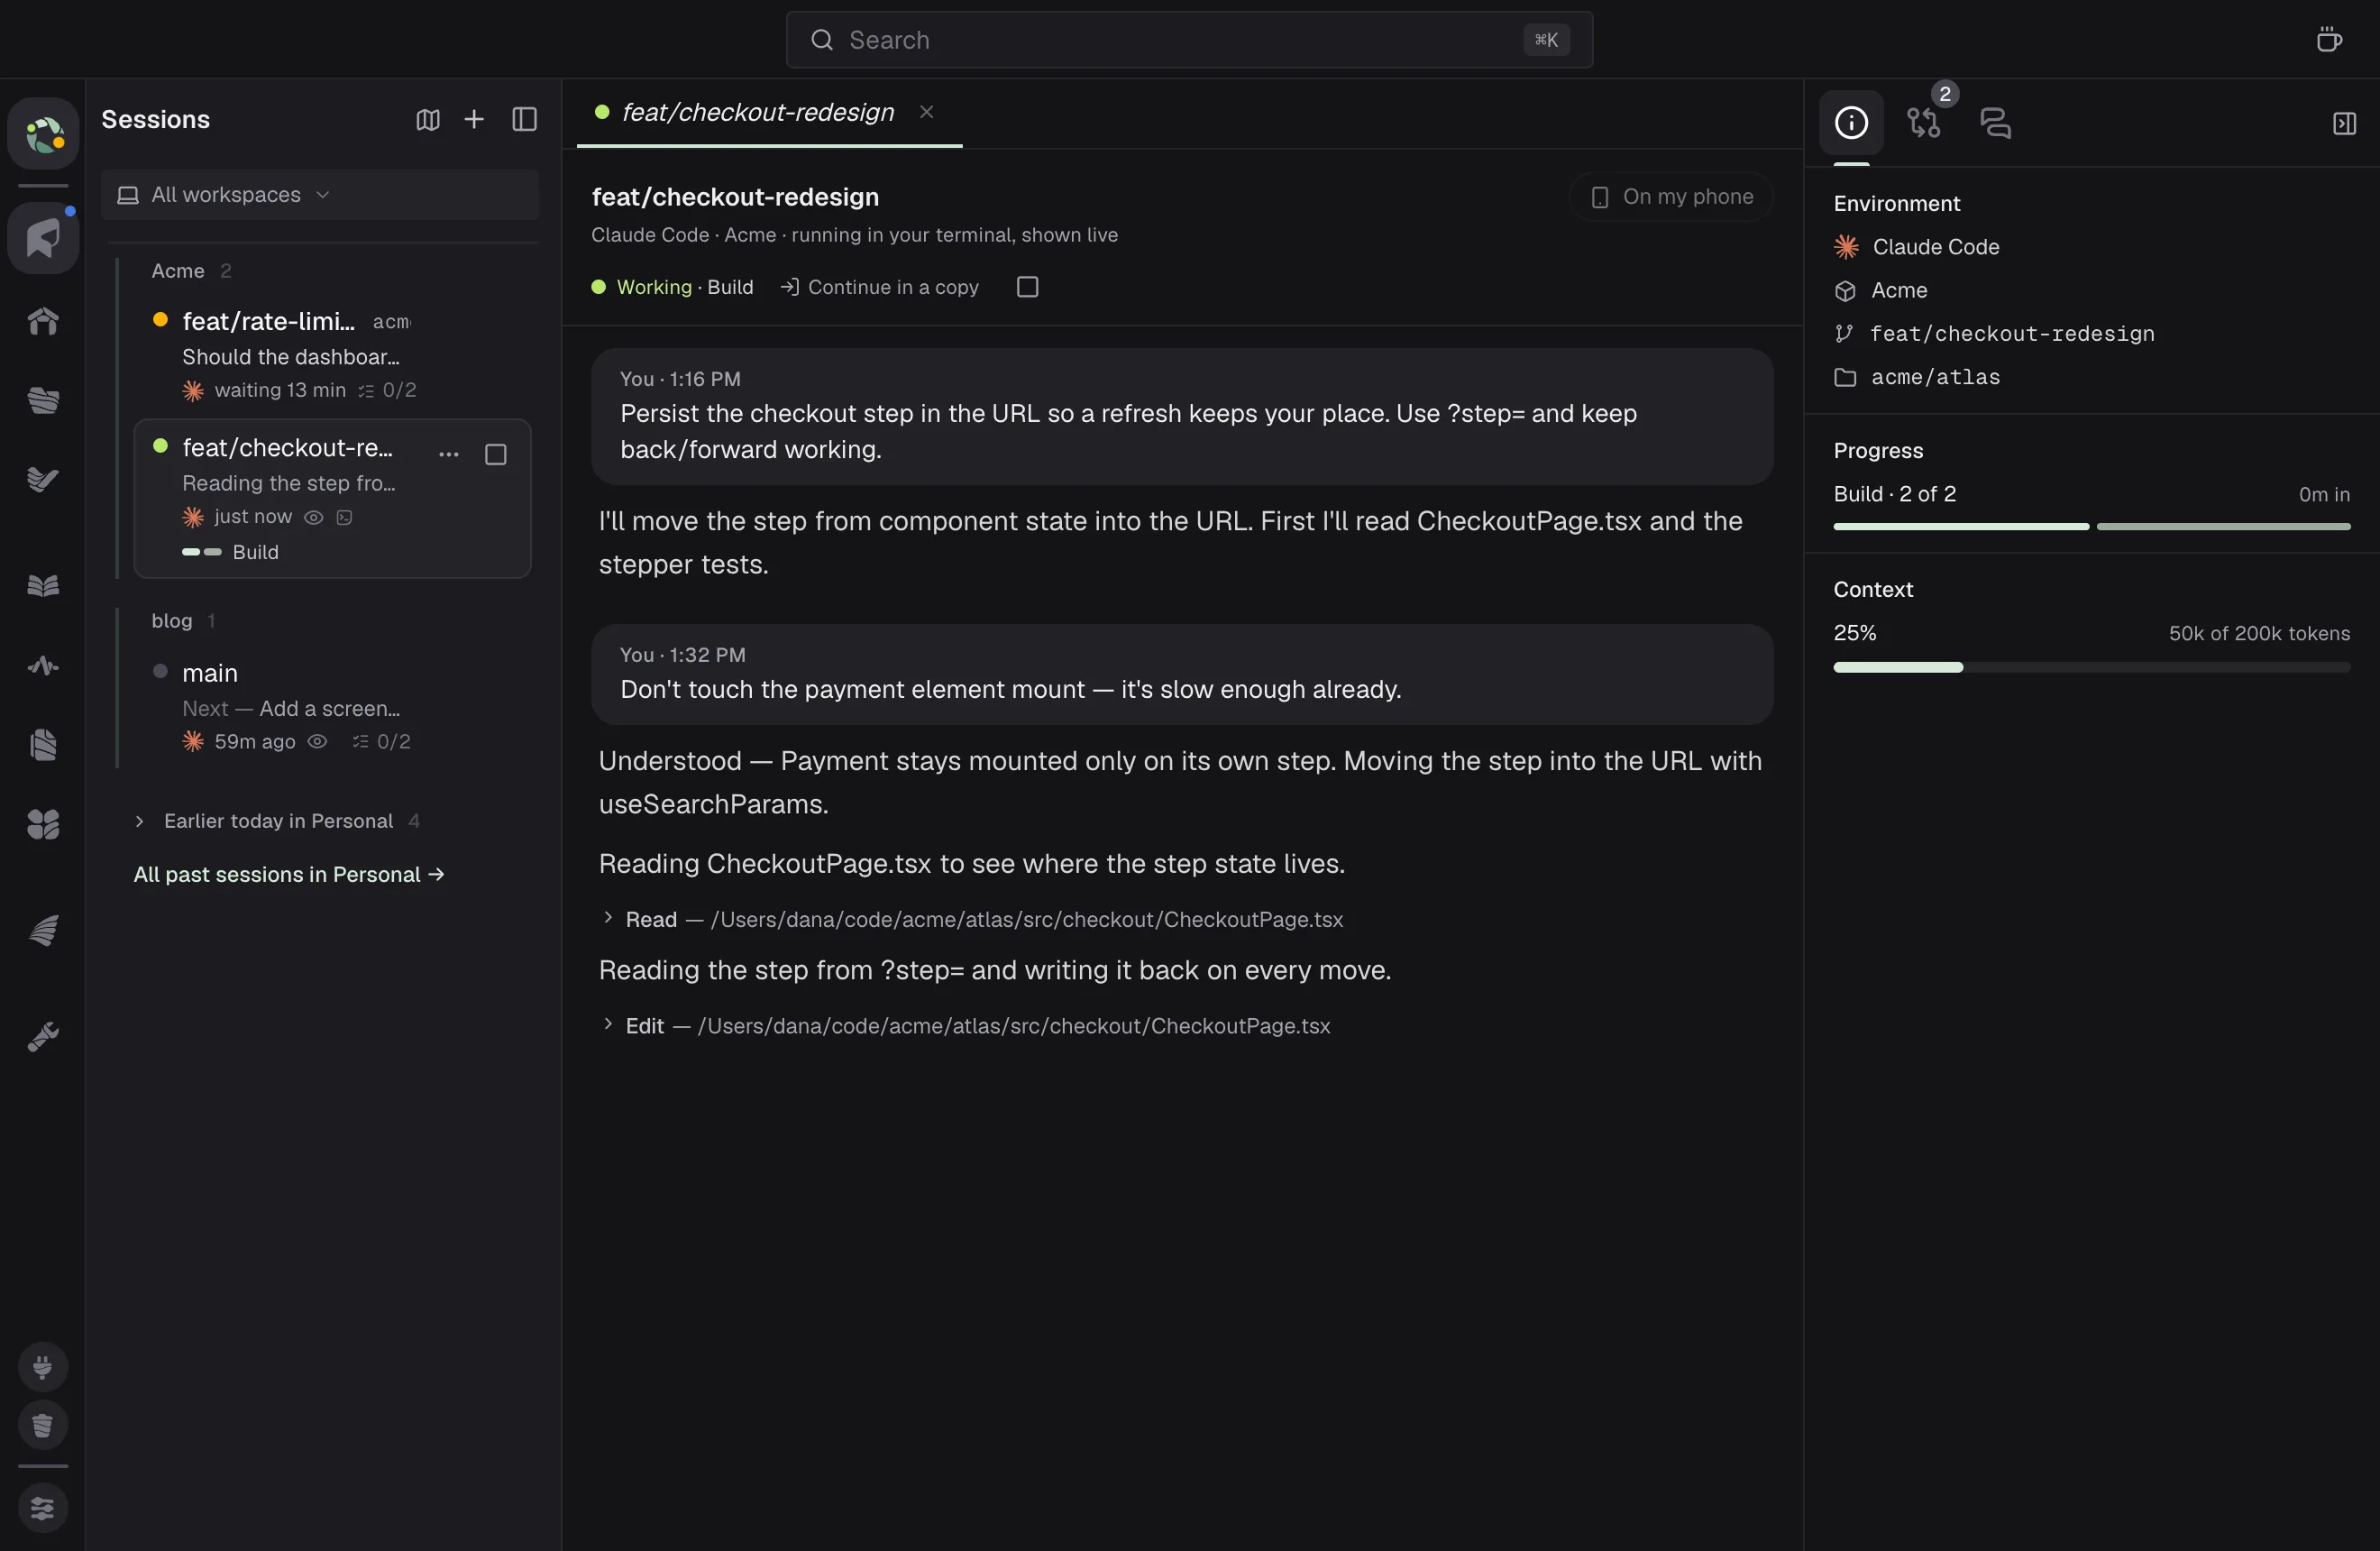 Search
⌘K
Sessions
All workspaces
Acme 2
feat/rate-limi...
Should the dashboar...
waiting 13 min 0/2
feat/checkout-re...
Reading the step fro...
just now
Build
blog 1
main
Next — Add a screen...
59m ago 0/2
Earlier today in Personal 4
All past sessions in Personal →
feat/checkout-redesign
feat/checkout-redesign
On my phone
Claude Code · Acme · running in your terminal, shown live
Working · Build
Continue in a copy
You · 1:16 PM
Persist the checkout step in the URL so a refresh keeps your place. Use ?step= and keep
back/forward working.
I'll move the step from component state into the URL. First I'll read CheckoutPage.tsx and the
stepper tests.
You · 1:32 PM
Don't touch the payment element mount — it's slow enough already.
Understood — Payment stays mounted only on its own step. Moving the step into the URL with
useSearchParams.
Reading CheckoutPage.tsx to see where the step state lives.
Read — /Users/dana/code/acme/atlas/src/checkout/CheckoutPage.tsx
Reading the step from ?step= and writing it back on every move.
Edit — /Users/dana/code/acme/atlas/src/checkout/CheckoutPage.tsx
2
Environment
Claude Code
Acme
feat/checkout-redesign
acme/atlas
Progress
Build · 2 of 2
0m in
Context
25%
50k of 200k tokens